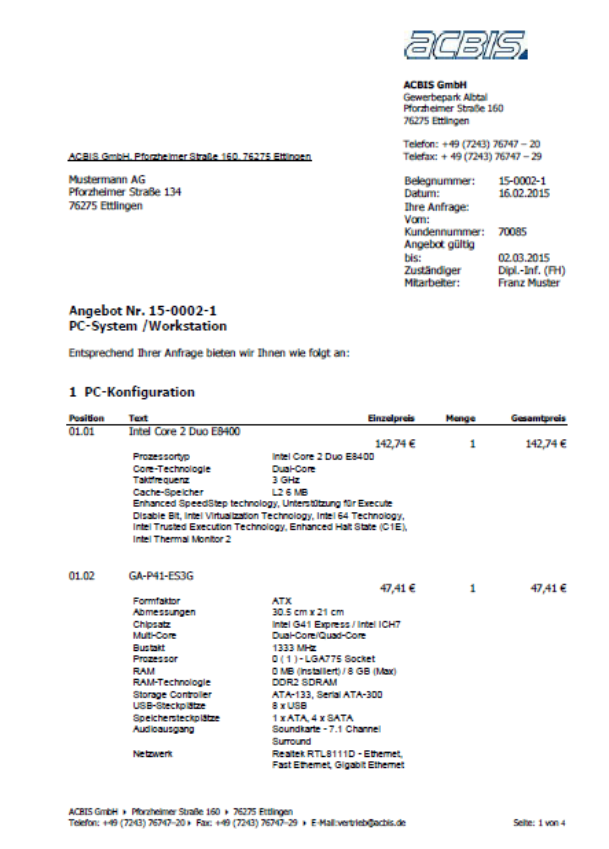 ACBIS
ACBIS GmbH
Gewerbepark Albtal
Pforzheimer Straße 160
76275 Ettlingen
Telefon: +49 (7243) 76747 – 20
Telefax: + 49 (7243) 76747 – 29
ACBIS GmbH, Pforzheimer Straße 160, 76275 Ettlingen
Mustermann AG
Pforzheimer Straße 134
76275 Ettlingen
Belegnummer: 15-0002-1
Datum: 16.02.2015
Ihre Anfrage:
Vom:
Kundennummer: 70085
Angebot gültig
bis: 02.03.2015
Zuständiger Dipl.-Inf. (FH)
Mitarbeiter: Franz Muster
Angebot Nr. 15-0002-1
PC-System /Workstation
Entsprechend Ihrer Anfrage bieten wir Ihnen wie folgt an:
1 PC-Konfiguration
Position Text Einzelpreis Menge Gesamtpreis
01.01 Intel Core 2 Duo E8400
142,74 € 1 142,74 €
Prozessortyp Intel Core 2 Duo E8400
Core-Technologie Dual-Core
Taktfrequenz 3 GHz
Cache-Speicher L2 6 MB
Enhanced SpeedStep technology, Unterstützung für Execute
Disable Bit, Intel Virtualization Technology, Intel 64 Technology,
Intel Trusted Execution Technology, Enhanced Halt State (C1E),
Intel Thermal Monitor 2
01.02 GA-P41-ES3G
47,41 € 1 47,41 €
Formfaktor ATX
Abmessungen 30.5 cm x 21 cm
Chipsatz Intel G41 Express / Intel ICH7
Multi-Core Dual-Core/Quad-Core
Bustakt 1333 MHz
Prozessor 0 ( 1 ) - LGA775 Socket
RAM 0 MB (installiert) / 8 GB (Max)
RAM-Technologie DDR2 SDRAM
Storage Controller ATA-133, Serial ATA-300
USB-Steckplätze 8 x USB
Speichersteckplätze 1 x ATA, 4 x SATA
Audioausgang Soundkarte - 7.1 Channel
Surround
Netzwerk Realtek RTL8111D - Ethernet,
Fast Ethernet, Gigabit Ethernet
ACBIS GmbH ▸ Pforzheimer Straße 160 ▸ 76275 Ettlingen
Telefon: +49 (7243) 76747–20 ▸ Fax: +49 (7243) 76747–29 ▸ E-Mail:vertrieb@acbis.de Seite: 1 von 4